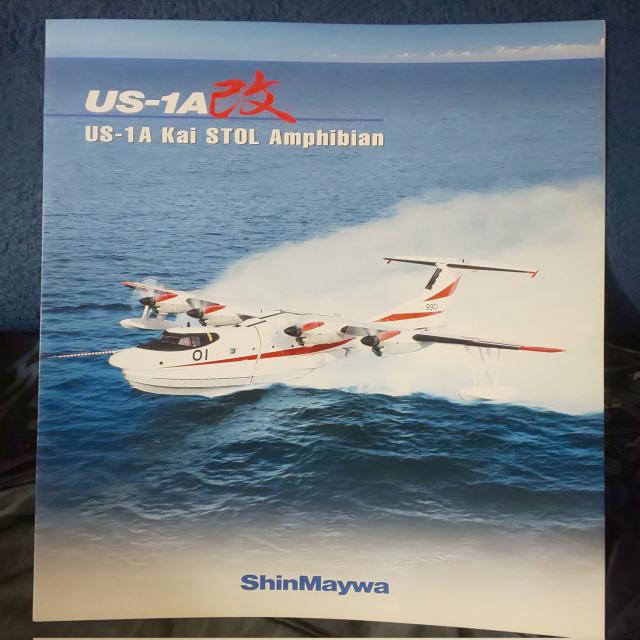 US-1A改
US-1A Kai STOL Amphibian
9901
01
ShinMaywa